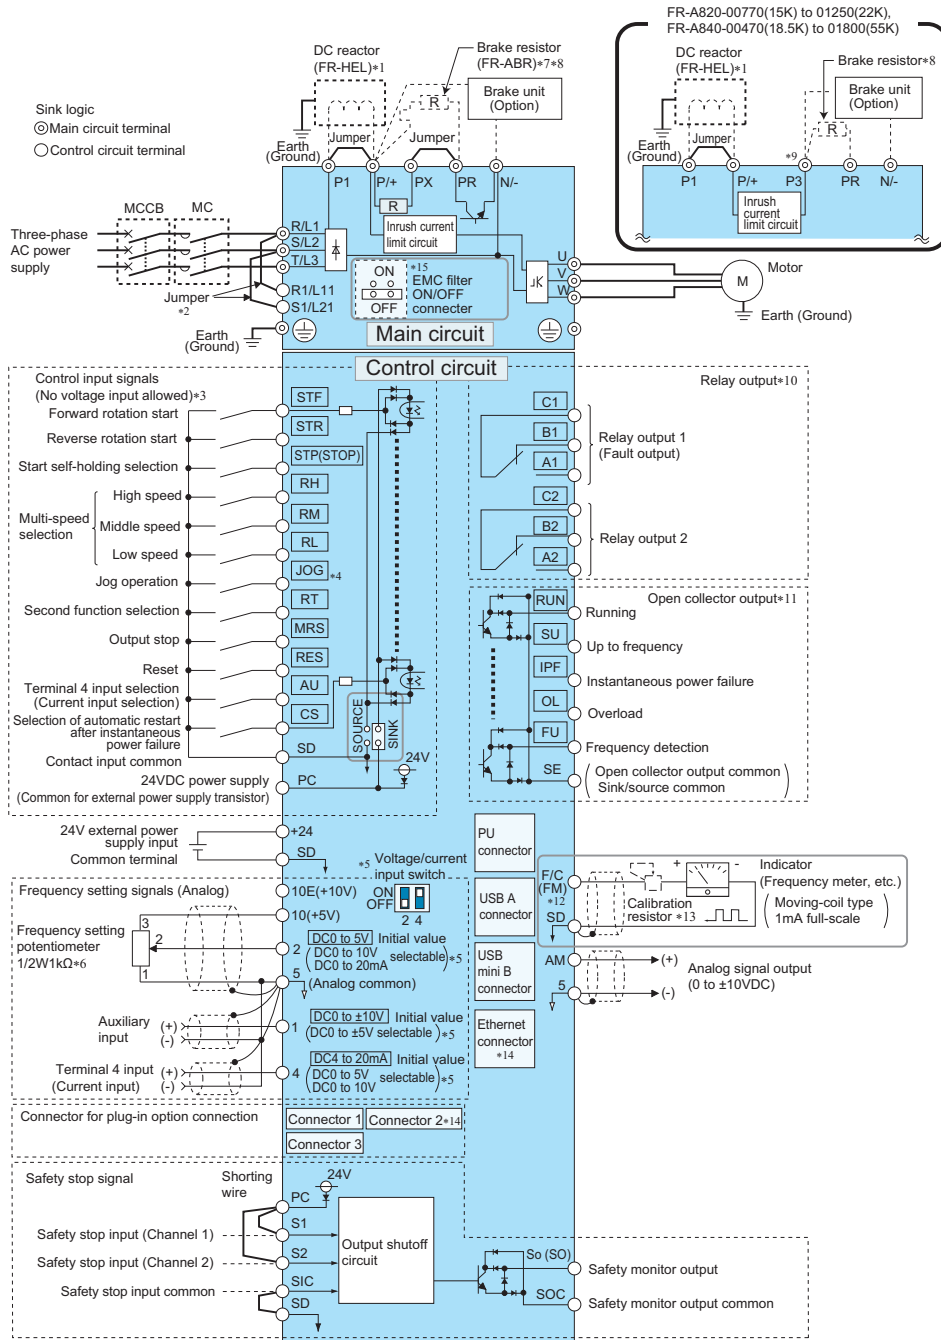 FR-A820-00770(15K) to 01250(22K),
FR-A840-00470(18.5K) to 01800(55K)
DC reactor
(FR-HEL)*1
Brake resistor*8
Brake unit
(Option)
R
Jumper
Earth
(Ground)
*9
P1
P/+
P3
PR
N/-
Inrush
current
limit circuit
DC reactor
(FR-HEL)*1
Brake resistor
(FR-ABR)*7*8
Brake unit
(Option)
R
Sink logic
Main circuit terminal
Control circuit terminal
Earth
(Ground)
Jumper
Jumper
P1
P/+
PX
PR
N/-
R
Inrush current
limit circuit
MCCB
MC
Three-phase
AC power
supply
R/L1
S/L2
T/L3
R1/L11
S1/L21
Jumper
*2
Earth
(Ground)
ON
OFF
*15
EMC filter
ON/OFF
connecter
U
V
W
M
Motor
Earth (Ground)
Main circuit
Control circuit
Control input signals
(No voltage input allowed)*3
Forward rotation start
STF
Reverse rotation start
STR
Start self-holding selection
STP(STOP)
Multi-speed
selection
High speed
RH
Middle speed
RM
Low speed
RL
Jog operation
JOG
*4
Second function selection
RT
Output stop
MRS
Reset
RES
Terminal 4 input selection
(Current input selection)
AU
Selection of automatic restart
after instantaneous
power failure
CS
Contact input common
SD
SOURCE
SINK
24V
24VDC power supply
(Common for external power supply transistor)
PC
Relay output*10
C1
B1
A1
Relay output 1
(Fault output)
C2
B2
A2
Relay output 2
Open collector output*11
RUN
Running
SU
Up to frequency
IPF
Instantaneous power failure
OL
Overload
FU
Frequency detection
SE
(Open collector output common
Sink/source common)
24V external power
supply input
+24
Common terminal
SD
PU
connector
USB A
connector
USB
mini B
connector
Ethernet
connector
*14
*5 Voltage/current
input switch
ON
OFF
2 4
Frequency setting signals (Analog)
10E(+10V)
10(+5V)
Frequency setting
potentiometer
1/2W1kΩ*6
3
2
1
2
DC0 to 5V Initial value
(DC0 to 10V
DC0 to 20mA selectable)*5
5
(Analog common)
Auxiliary
input
(+)
(-)
1
DC0 to ±10V Initial value
(DC0 to ±5V selectable)*5
Terminal 4 input
(Current input)
(+)
(-)
4
DC4 to 20mA Initial value
(DC0 to 5V
DC0 to 10V selectable)*5
F/C
(FM)
*12
SD
+
-
Indicator
(Frequency meter, etc.)
Calibration
resistor *13
(Moving-coil type
1mA full-scale)
AM
(+)
5
(-)
Analog signal output
(0 to ±10VDC)
Connector for plug-in option connection
Connector 1
Connector 2*14
Connector 3
Safety stop signal
Shorting
wire
24V
PC
Safety stop input (Channel 1)
S1
Safety stop input (Channel 2)
S2
Safety stop input common
SIC
SD
Output shutoff
circuit
So (SO)
Safety monitor output
SOC
Safety monitor output common